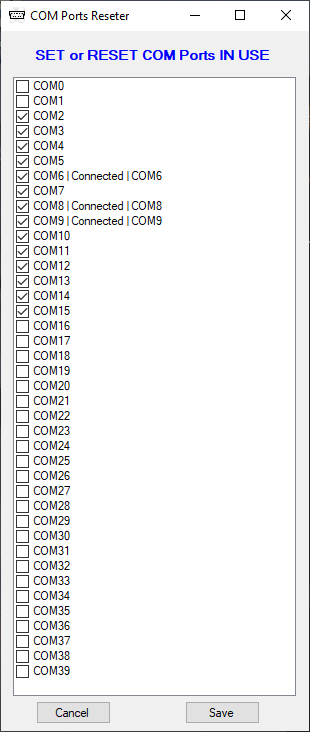 COM Ports Reseter
SET or RESET COM Ports IN USE
COM0
COM1
COM2
COM3
COM4
COM5
COM6 | Connected | COM6
COM7
COM8 | Connected | COM8
COM9 | Connected | COM9
COM10
COM11
COM12
COM13
COM14
COM15
COM16
COM17
COM18
COM19
COM20
COM21
COM22
COM23
COM24
COM25
COM26
COM27
COM28
COM29
COM30
COM31
COM32
COM33
COM34
COM35
COM36
COM37
COM38
COM39
Cancel Save